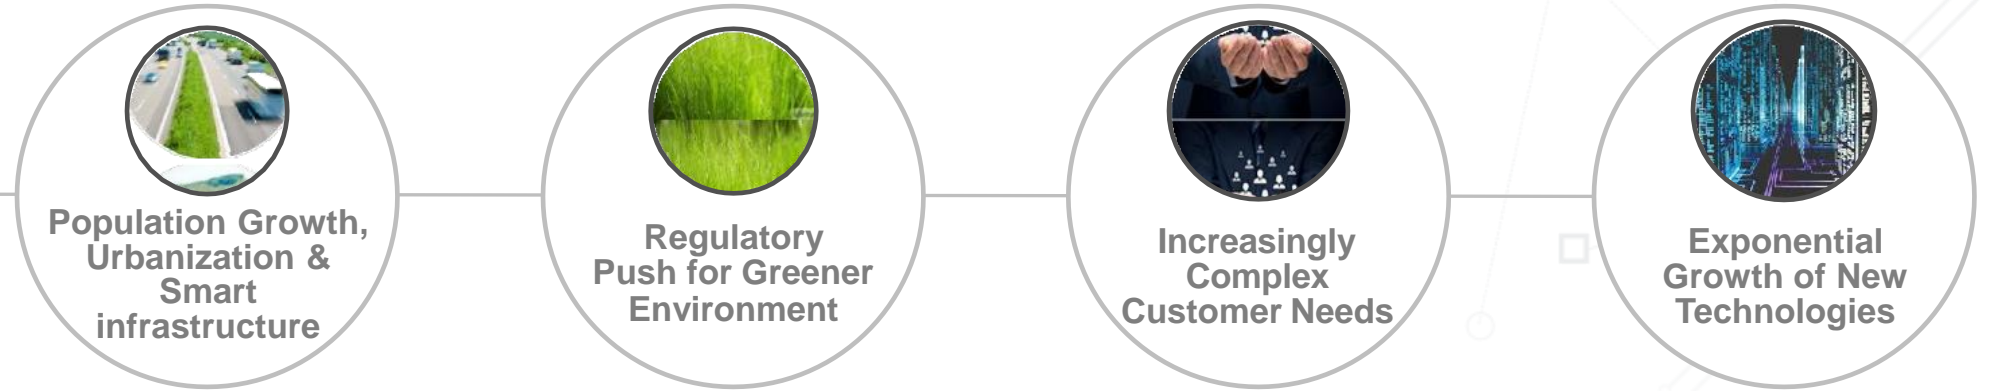 Population Growth,
Urbanization &
Smart
infrastructure
Regulatory
Push for Greener
Environment
Increasingly
Complex
Customer Needs
Exponential
Growth of New
Technologies